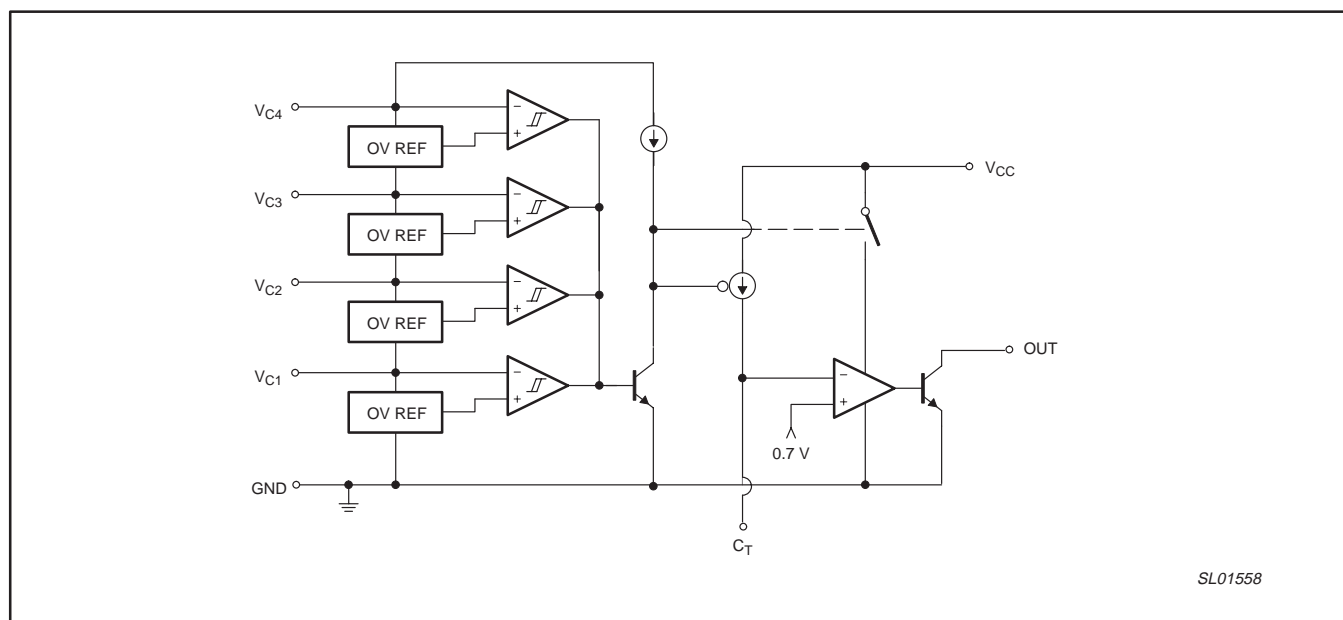 VC4
OV REF
VC3
OV REF
VC2
OV REF
VC1
OV REF
GND
VCC
OUT
0.7 V
CT
− +
− +
− +
− +
− +
SL01558